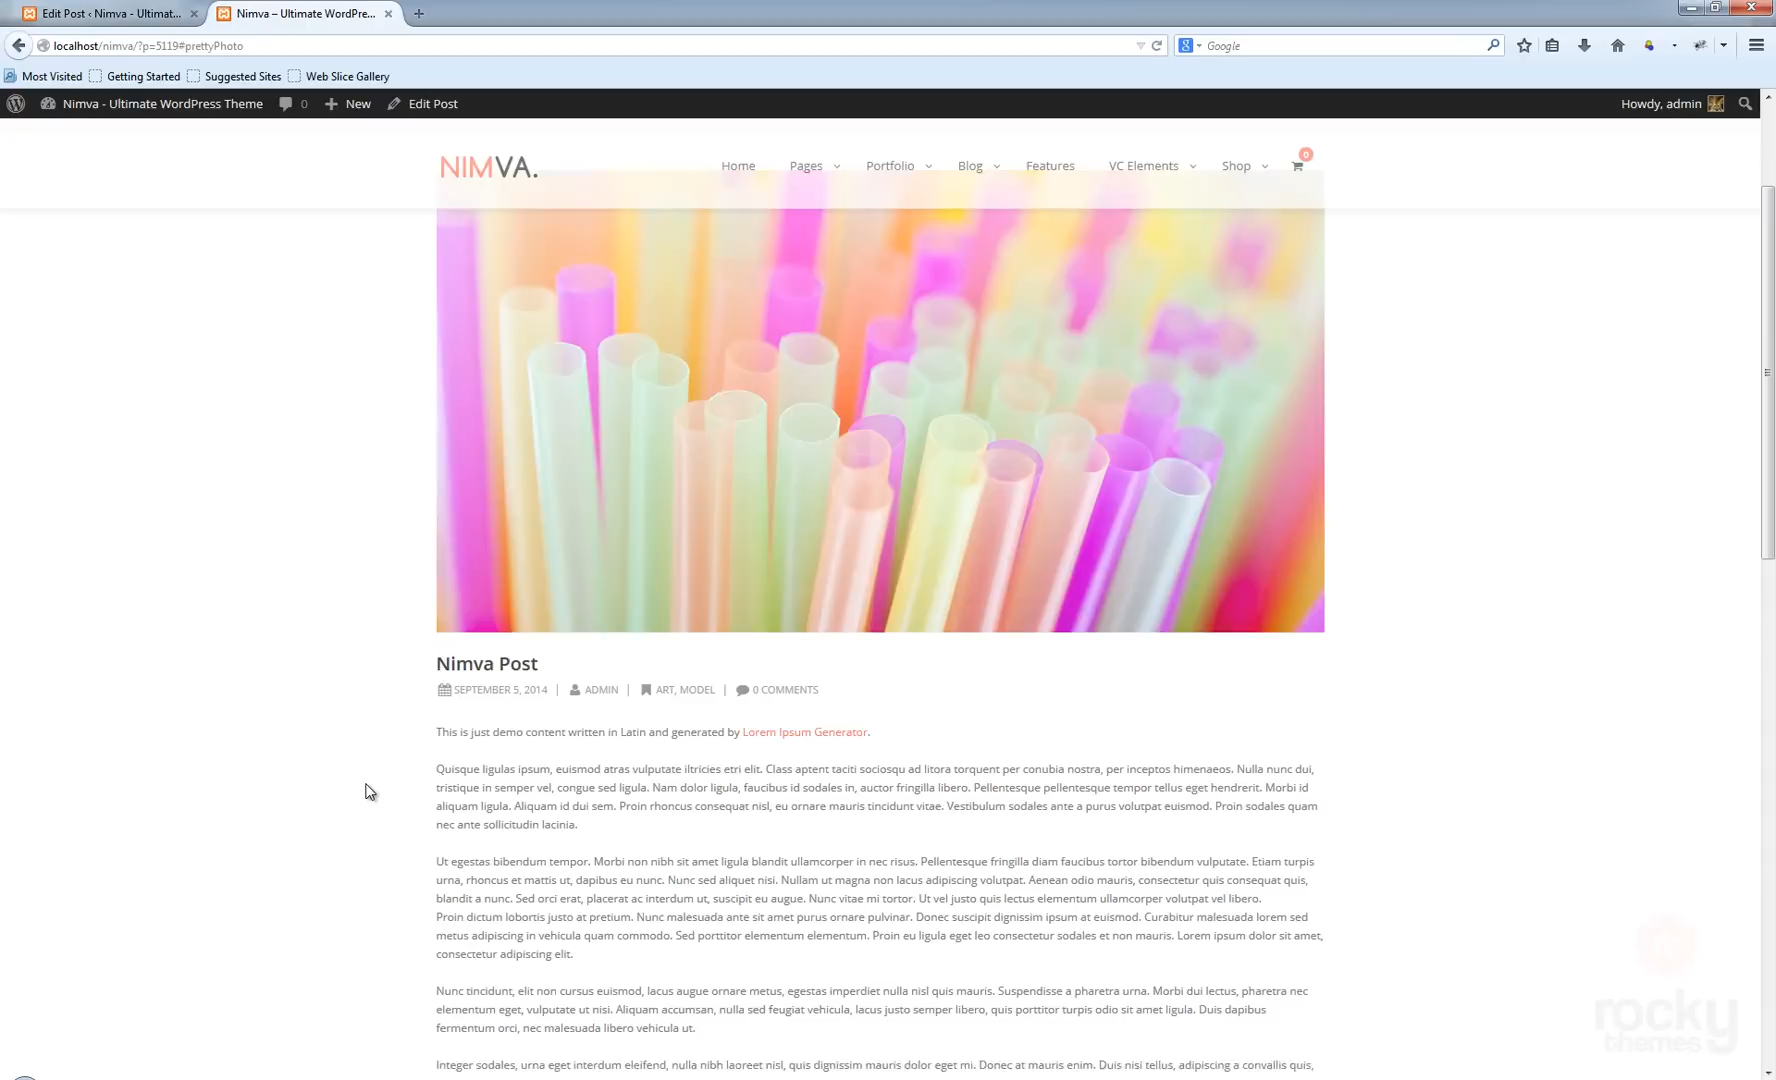 Edit Post ‹ Nimva - Ultimat...
Nimva – Ultimate WordPre...
localhost/nimva/?p=5119#prettyPhoto
Google
Most Visited
Getting Started
Suggested Sites
Web Slice Gallery
Nimva - Ultimate WordPress Theme
0
New
Edit Post
Howdy, admin
NIMVA.
Home
Pages
Portfolio
Blog
Features
VC Elements
Shop
0
Nimva Post
SEPTEMBER 5, 2014 | ADMIN | ART, MODEL | 0 COMMENTS
This is just demo content written in Latin and generated by Lorem Ipsum Generator.
Quisque ligulas ipsum, euismod atras vulputate iltricies etri elit. Class aptent taciti sociosqu ad litora torquent per conubia nostra, per inceptos himenaeos. Nulla nunc dui,
tristique in semper vel, congue sed ligula. Nam dolor ligula, faucibus id sodales in, auctor fringilla libero. Pellentesque pellentesque tempor tellus eget hendrerit. Morbi id
aliquam ligula. Aliquam id dui sem. Proin rhoncus consequat nisl, eu ornare mauris tincidunt vitae. Vestibulum sodales ante a purus volutpat euismod. Proin sodales quam
nec ante sollicitudin lacinia.
Ut egestas bibendum tempor. Morbi non nibh sit amet ligula blandit ullamcorper in nec risus. Pellentesque fringilla diam faucibus tortor bibendum vulputate. Etiam turpis
urna, rhoncus et mattis ut, dapibus eu nunc. Nunc sed aliquet nisi. Nullam ut magna non lacus adipiscing volutpat. Aenean odio mauris, consectetur quis consequat quis,
blandit a nunc. Sed orci erat, placerat ac interdum ut, suscipit eu augue. Nunc vitae mi tortor. Ut vel justo quis lectus elementum ullamcorper volutpat vel libero.
Proin dictum lobortis justo at pretium. Nunc malesuada ante sit amet purus ornare pulvinar. Donec suscipit dignissim ipsum at euismod. Curabitur malesuada lorem sed
metus adipiscing in vehicula quam commodo. Sed porttitor elementum elementum. Proin eu ligula eget leo consectetur sodales et non mauris. Lorem ipsum dolor sit amet,
consectetur adipiscing elit.
Nunc tincidunt, elit non cursus euismod, lacus augue ornare metus, egestas imperdiet nulla nisl quis mauris. Suspendisse a pharetra urna. Morbi dui lectus, pharetra nec
elementum eget, vulputate ut nisi. Aliquam accumsan, nulla sed feugiat vehicula, lacus justo semper libero, quis porttitor turpis odio sit amet ligula. Duis dapibus
fermentum orci, nec malesuada libero vehicula ut.
Integer sodales, urna eget interdum eleifend, nulla nibh laoreet nisl, quis dignissim mauris dolor eget mi. Donec at mauris enim. Duis nisi tellus, adipiscing a convallis quis,
rocky
themes